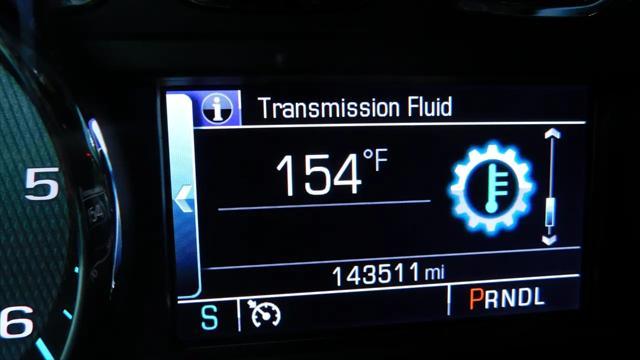 i Transmission Fluid
154°F
143511 mi
S PRNDL
5
6